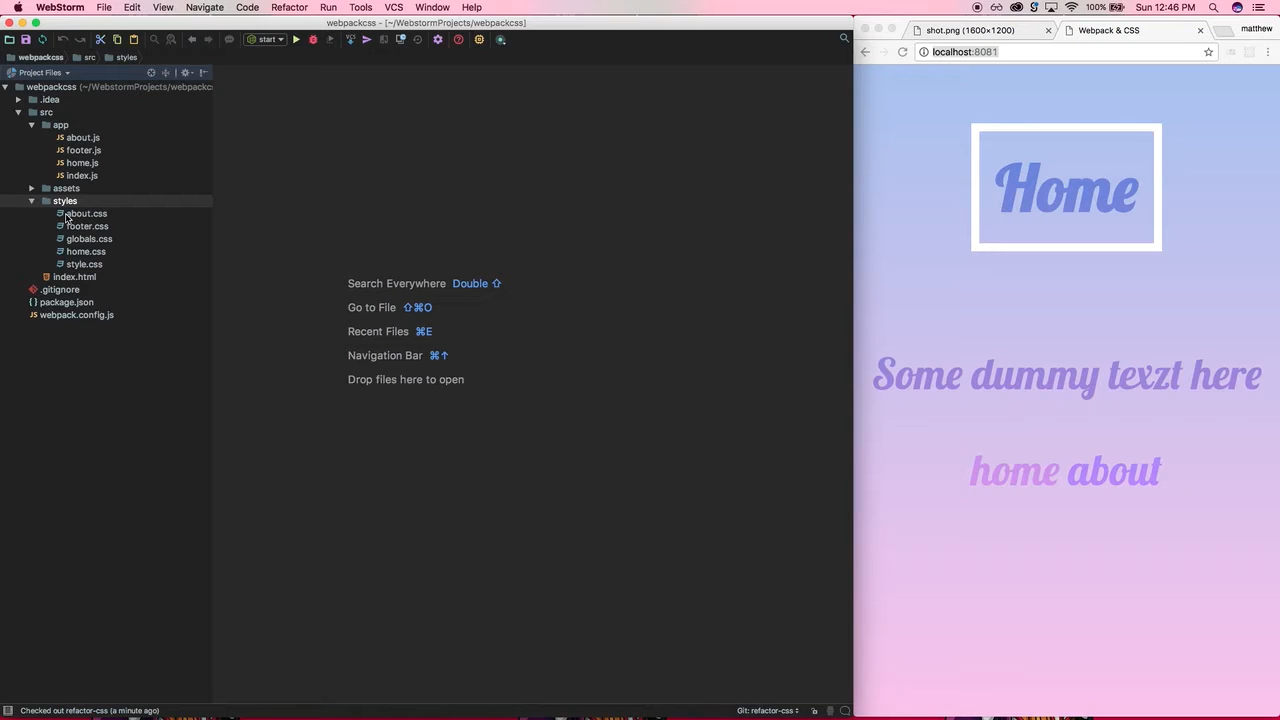 WebStorm File Edit View Navigate Code Refactor Run Tools VCS Window Help 100% Sun 12:46 PM
webpackcss - [~/WebstormProjects/webpackcss]
start
webpackcss src styles
Project Files
webpackcss (~/WebstormProjects/webpackcs
.idea
src
app
about.js
footer.js
home.js
index.js
assets
styles
about.css
footer.css
globals.css
home.css
style.css
index.html
.gitignore
package.json
webpack.config.js
Search Everywhere Double ⇧
Go to File ⇧⌘O
Recent Files ⌘E
Navigation Bar ⌘↑
Drop files here to open
Checked out refactor-css (a minute ago)
Git: refactor-css
shot.png (1600×1200)
Webpack & CSS
matthew
localhost:8081
Home
Some dummy texzt here
home about